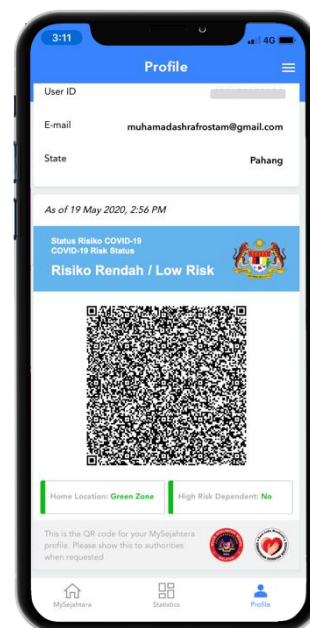 3:11
4G
Profile
User ID
E-mail muhamadashrafrostam@gmail.com
State Pahang
As of 19 May 2020, 2:56 PM
Status Risiko COVID-19
COVID-19 Risk Status
Risiko Rendah / Low Risk
Home Location: Green Zone
High Risk Dependent: No
This is the QR code for your MySejahtera
profile. Please show this to authorities
when requested
MySejahtera
Statistics
Profile